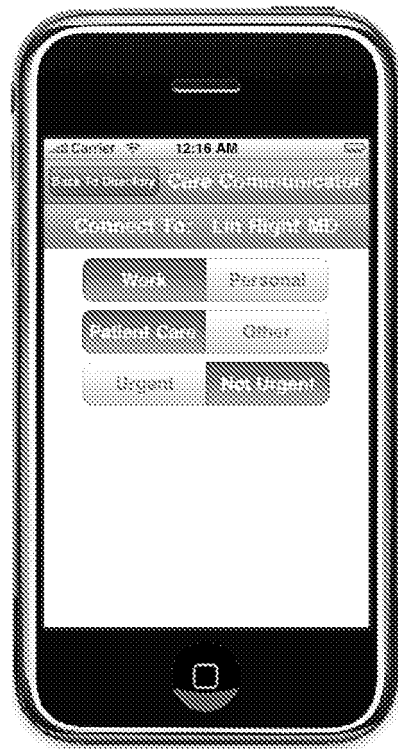 Carrier 12:16 AM
Care Communicator
Connect To: Lin Right MD
Work Personal
Patient Care Other
Urgent Not Urgent